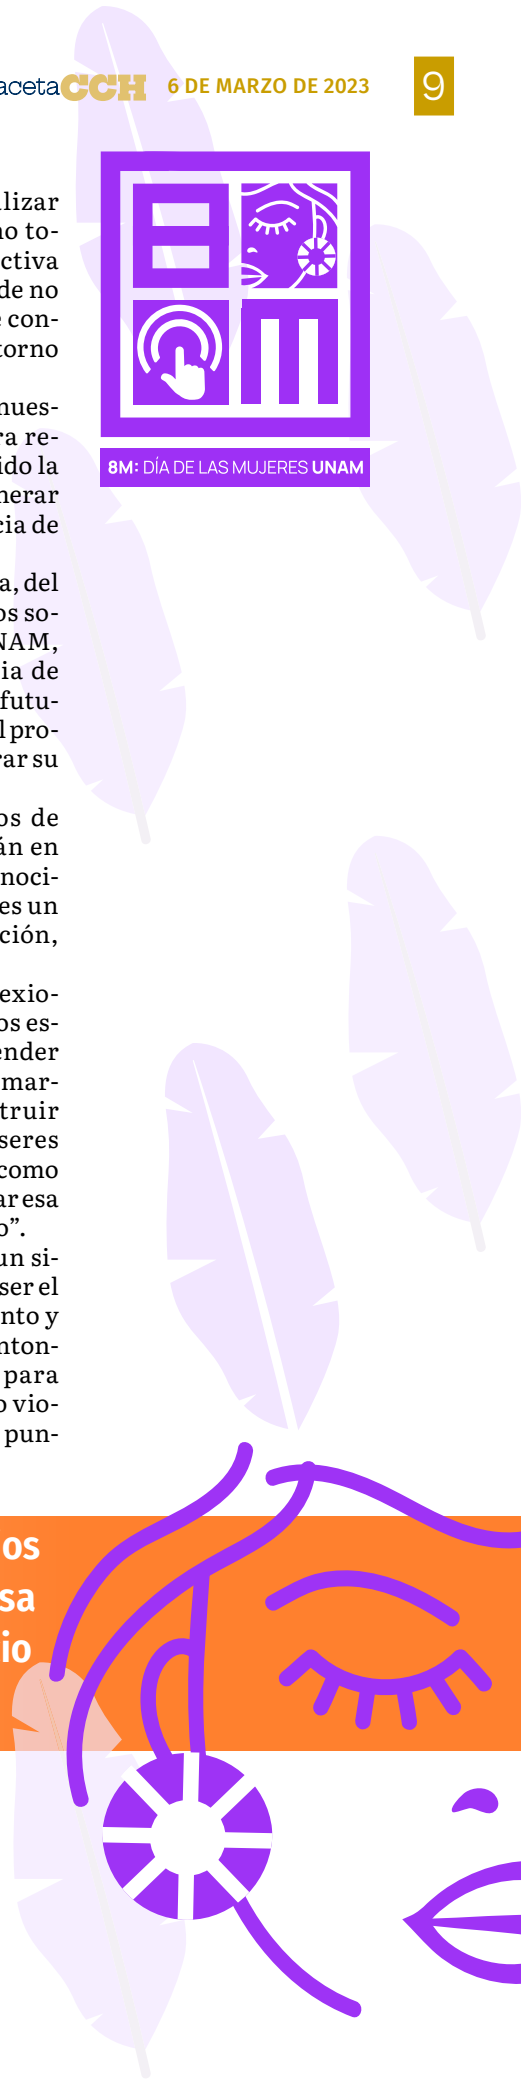 aceta CCH 6 DE MARZO DE 2023 9
lizar
no to-
ctiva
de no
e con-
torno
nues-
ra re-
ido la
nerar
cia de
a, del
os so-
NAM,
ia de
futu-
l pro-
rar su
os de
án en
noci-
es un
ción,
exio-
os es-
ender
mar-
truir
seres
como
ar esa
o”.
un si-
ser el
nto y
nton-
para
o vio-
pun-
8M: DÍA DE LAS MUJERES UNAM
os
sa
io